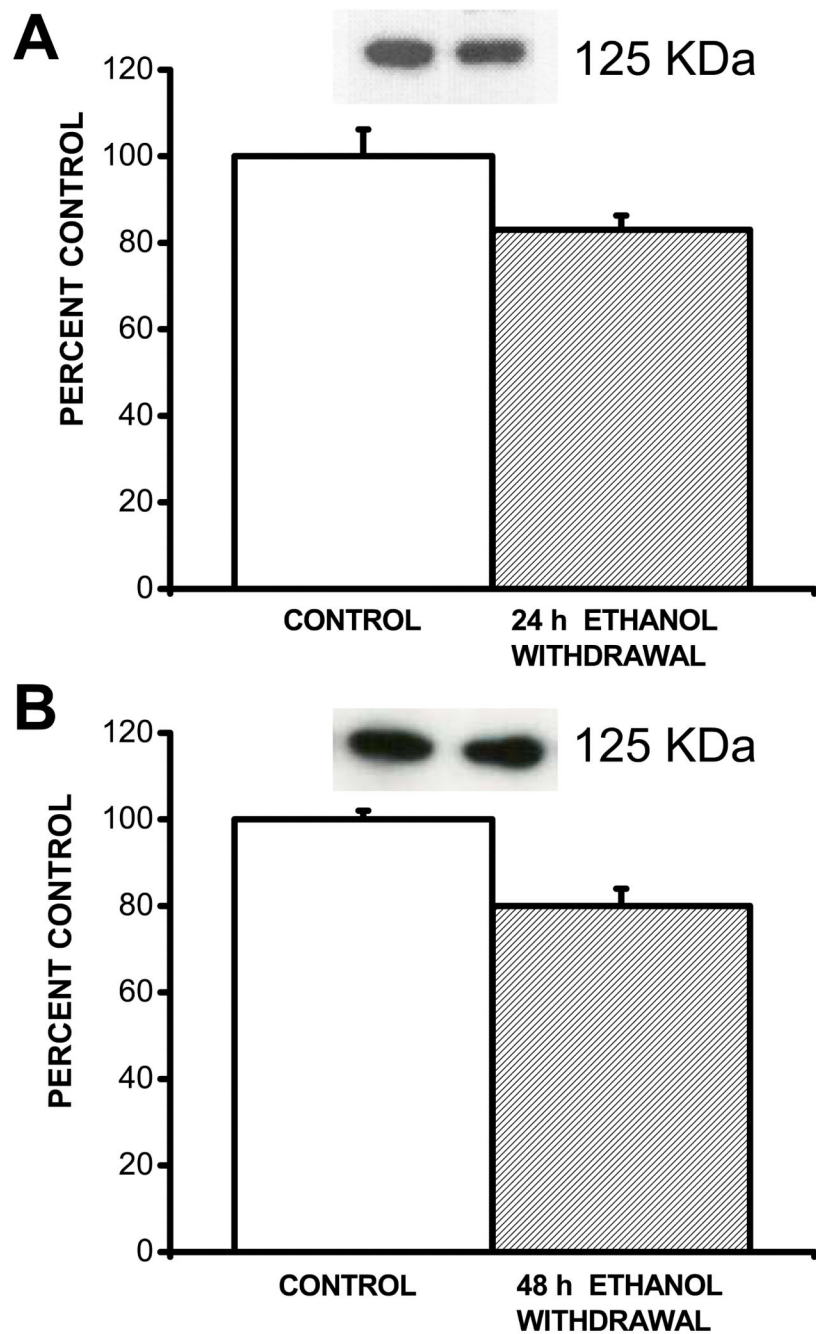 A
125 KDa
120
100
80
60
40
20
0
PERCENT CONTROL
CONTROL
24 h ETHANOL
WITHDRAWAL
B
125 KDa
120
100
80
60
40
20
0
PERCENT CONTROL
CONTROL
48 h ETHANOL
WITHDRAWAL